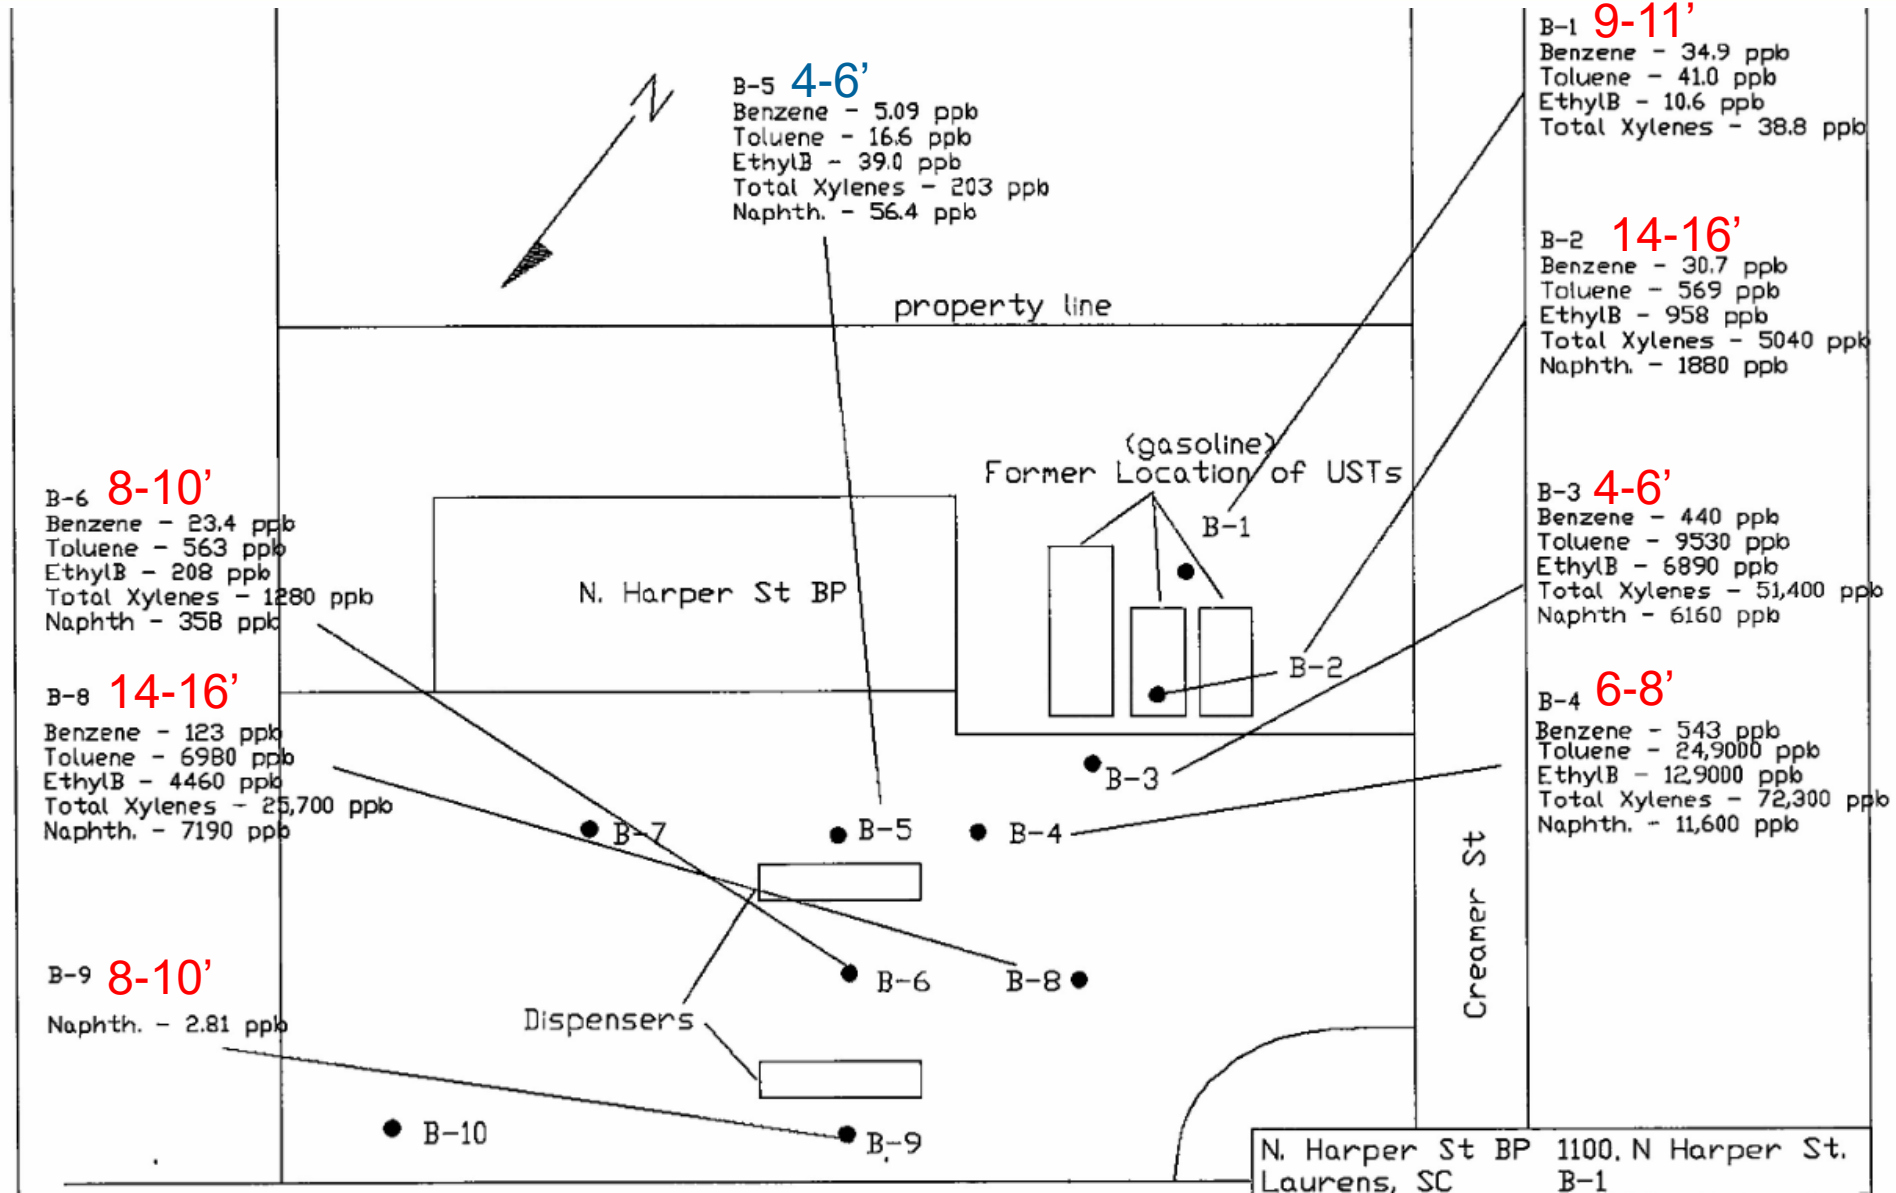 B-1 9-11’
Benzene - 34.9 ppb
Toluene - 41.0 ppb
EthylB - 10.6 ppb
Total Xylenes - 38.8 ppb
N
B-5 4-6’
Benzene - 5.09 ppb
Toluene - 16.6 ppb
EthylB - 39.0 ppb
Total Xylenes - 203 ppb
Naphth. - 56.4 ppb
B-2 14-16’
Benzene - 30.7 ppb
Toluene - 569 ppb
EthylB - 958 ppb
Total Xylenes - 5040 ppb
Naphth. - 1880 ppb
property line
(gasoline)
Former Location of USTs
B-1
B-2
N. Harper St BP
B-6 8-10’
Benzene - 23.4 ppb
Toluene - 563 ppb
EthylB - 208 ppb
Total Xylenes - 1280 ppb
Naphth - 358 ppb
B-3 4-6’
Benzene - 440 ppb
Toluene - 9530 ppb
EthylB - 6890 ppb
Total Xylenes - 51,400 ppb
Naphth - 6160 ppb
B-8 14-16’
Benzene - 123 ppb
Toluene - 6980 ppb
EthylB - 4460 ppb
Total Xylenes - 25,700 ppb
Naphth. - 7190 ppb
B-4 6-8’
Benzene - 543 ppb
Toluene - 24,9000 ppb
EthylB - 12,9000 ppb
Total Xylenes - 72,300 ppb
Naphth. - 11,600 ppb
B-3
B-7
B-5
B-4
Creamer St
B-9 8-10’
Naphth. - 2.81 ppb
B-6
B-8
Dispensers
B-10
B-9
N. Harper St BP 1100, N Harper St.
Laurens, SC B-1